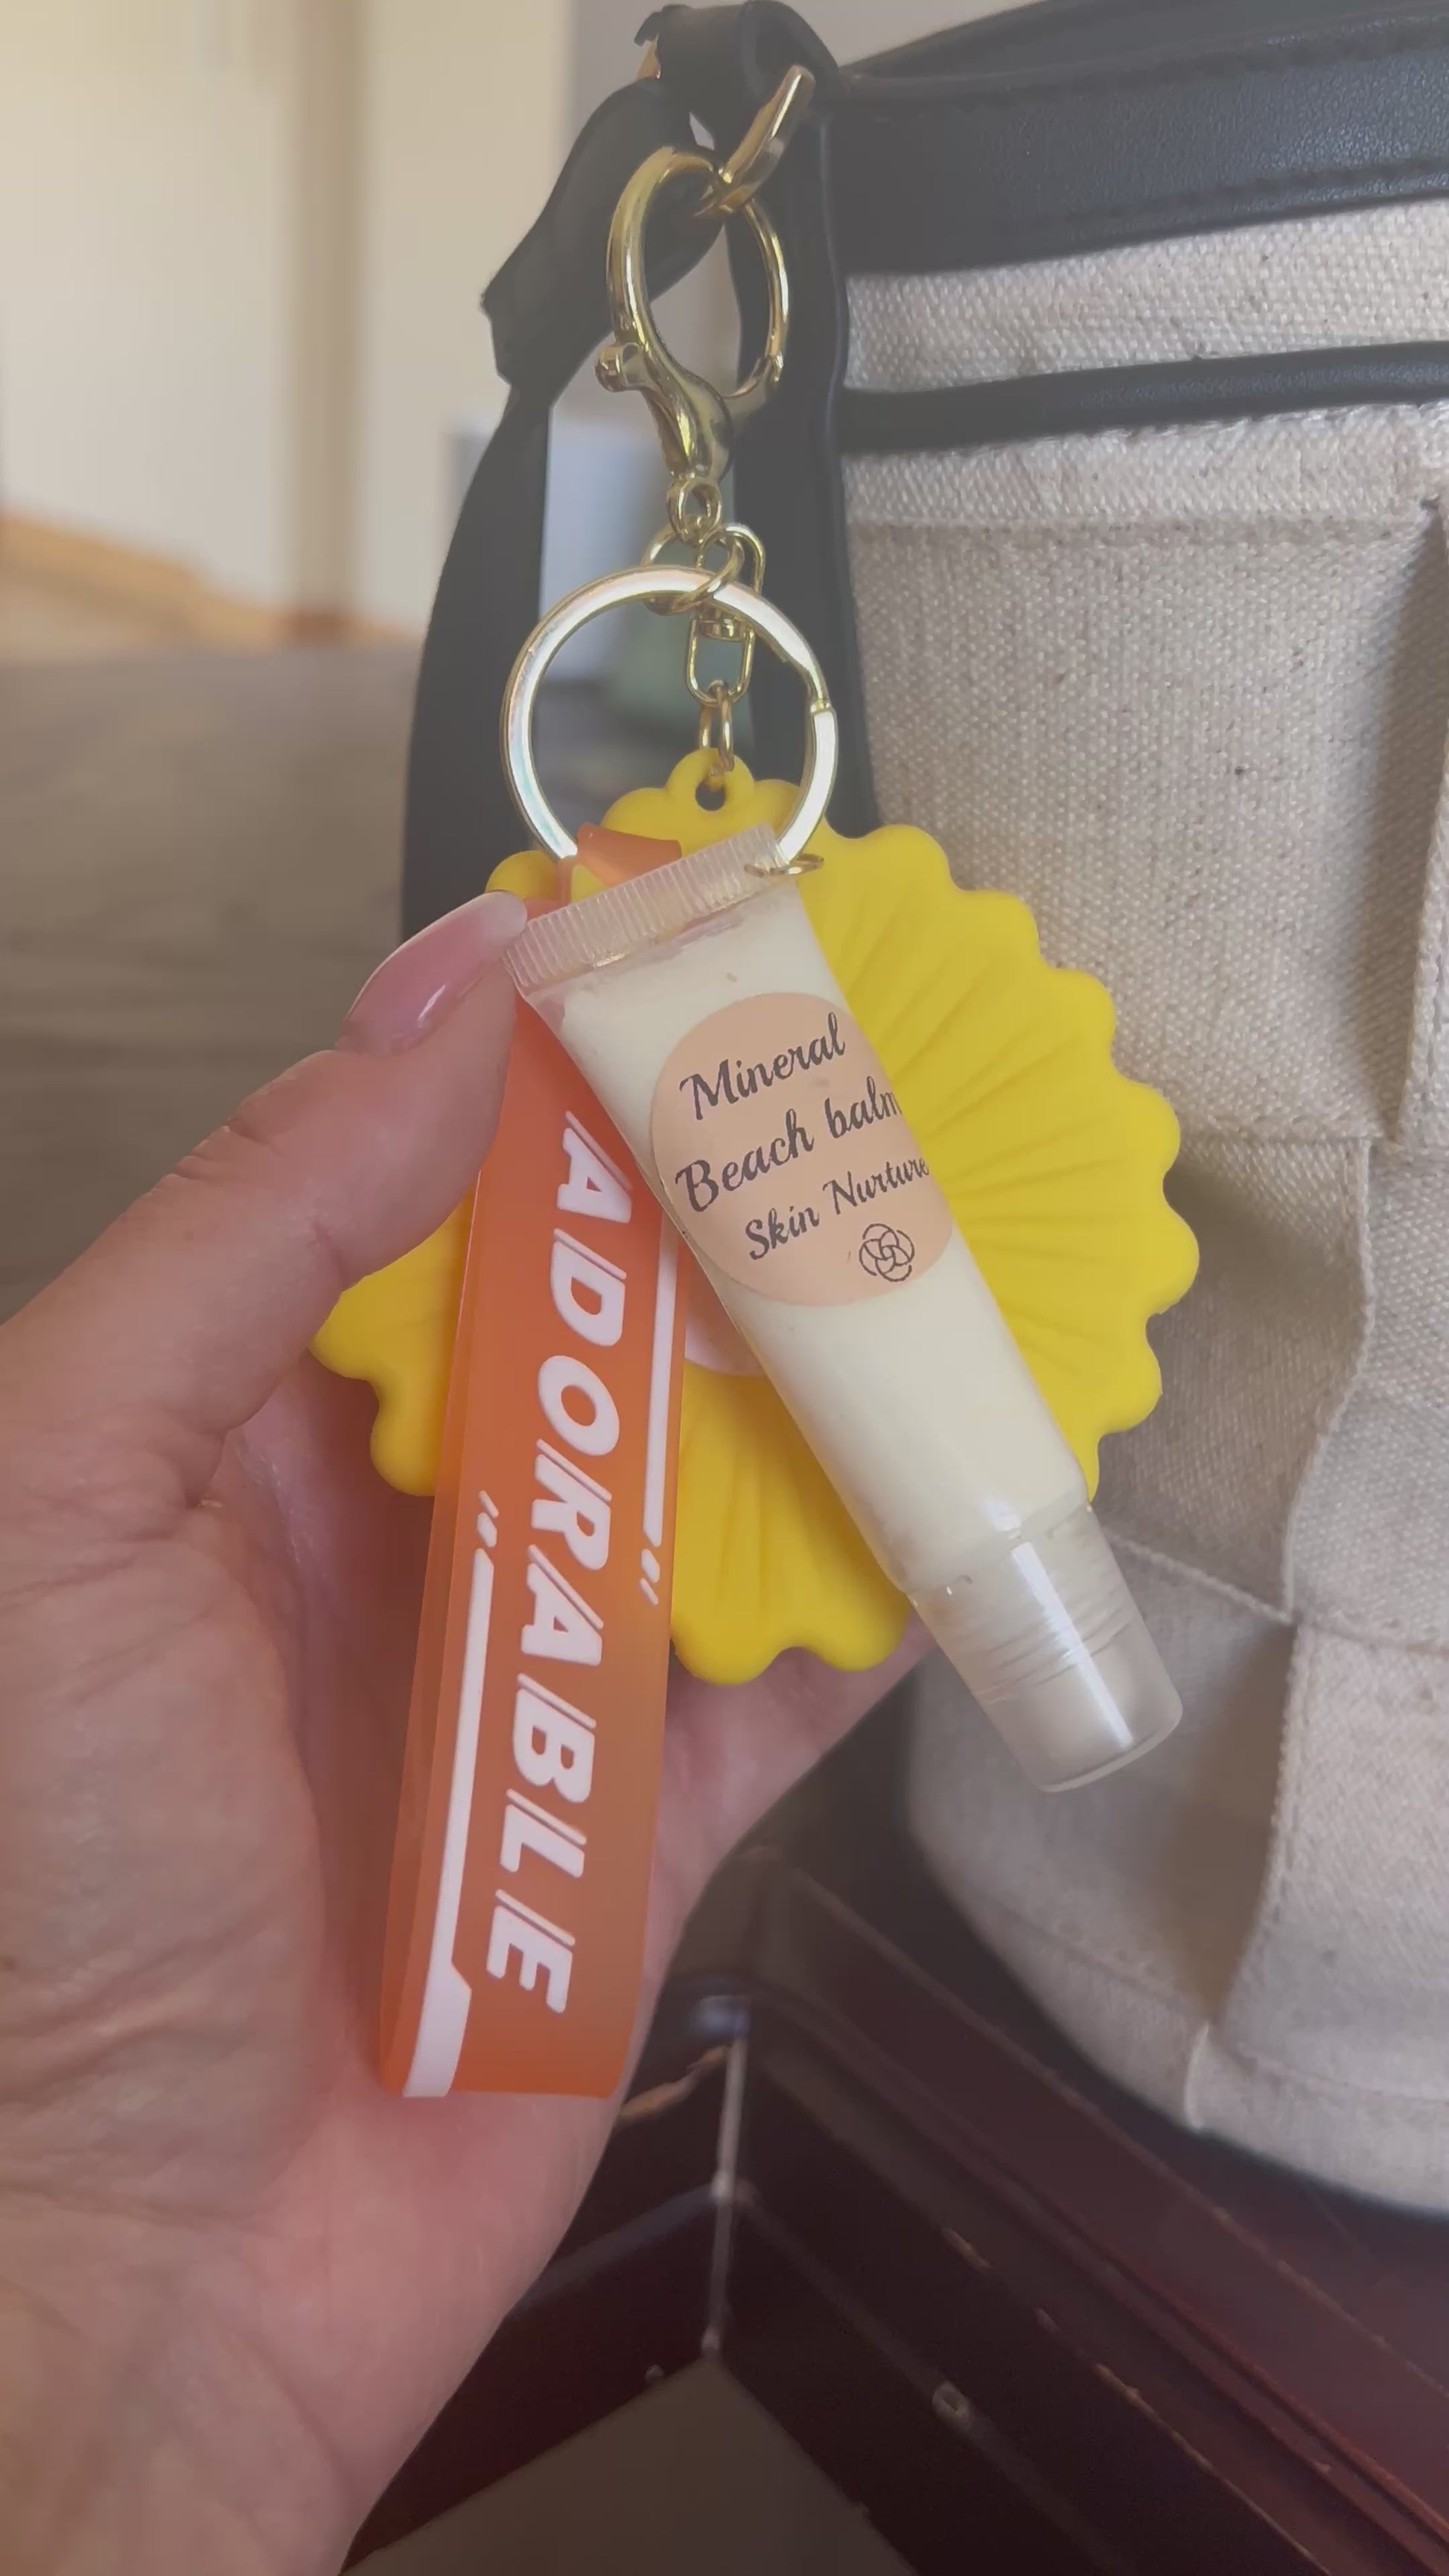 Mineral
Beach balm
Skin Nurture
ADORABLE